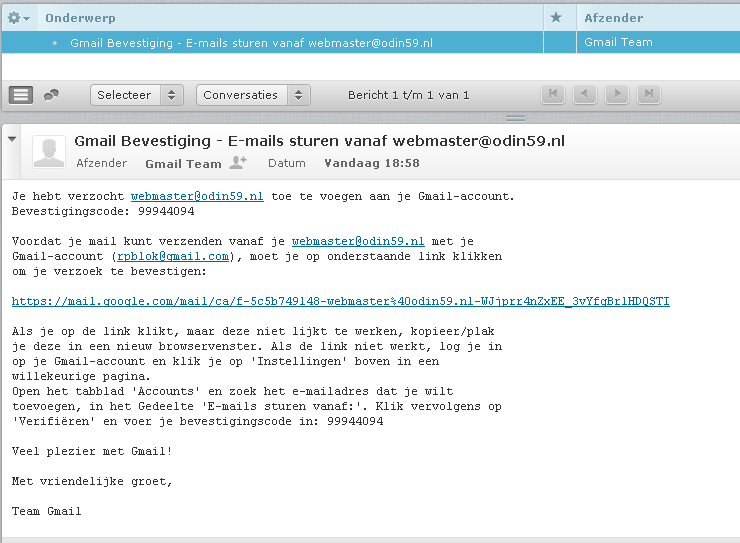 Onderwerp Afzender
Gmail Bevestiging - E-mails sturen vanaf webmaster@odin59.nl Gmail Team
Selecteer Conversaties Bericht 1 t/m 1 van 1
Gmail Bevestiging - E-mails sturen vanaf webmaster@odin59.nl
Afzender Gmail Team Datum Vandaag 18:58
Je hebt verzocht webmaster@odin59.nl toe te voegen aan je Gmail-account.
Bevestigingscode: 99944094
Voordat je mail kunt verzenden vanaf je webmaster@odin59.nl met je
Gmail-account (rpblok@gmail.com), moet je op onderstaande link klikken
om je verzoek te bevestigen:
https://mail.google.com/mail/ca/f-5c5b749148-webmaster%40odin59.nl-WJjprr4nZxEE_3vYfgBrlHDQSTI
Als je op de link klikt, maar deze niet lijkt te werken, kopieer/plak
je deze in een nieuw browservenster. Als de link niet werkt, log je in
op je Gmail-account en klik je op 'Instellingen' boven in een
willekeurige pagina.
Open het tabblad 'Accounts' en zoek het e-mailadres dat je wilt
toevoegen, in het Gedeelte 'E-mails sturen vanaf:'. Klik vervolgens op
'Verifiëren' en voer je bevestigingscode in: 99944094
Veel plezier met Gmail!
Met vriendelijke groet,
Team Gmail